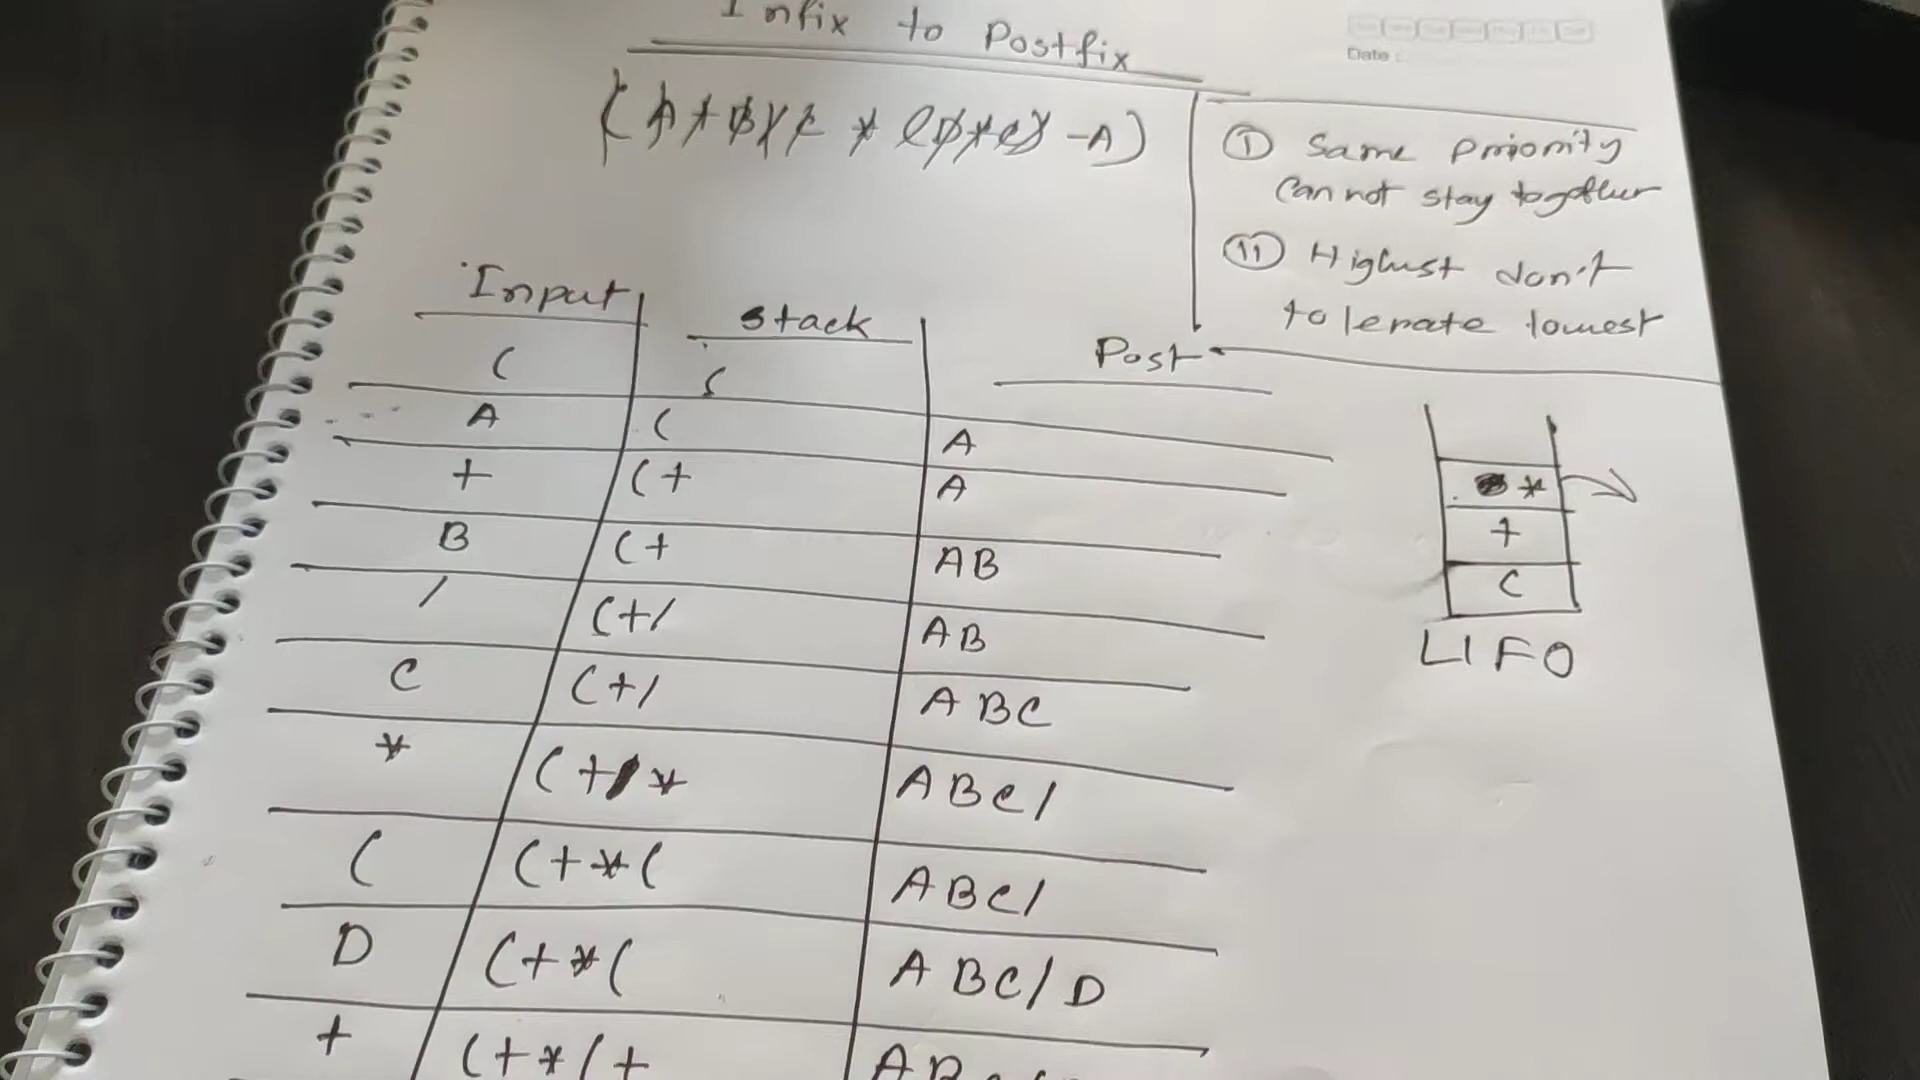 Infix to Postfix
Date :
(A+B/C * (D+C) -A)
① Same priority
Can not stay together
⑪ Highest don't
tolerate lowest
Input Stack Post
( (
A ( A
+ (+ A
B (+ AB
/ (+/ AB
C (+/ ABC
* (+/* ABC/
( (+*( ABC/
D (+*( ABC/D
+ (+*(+
*
+
(
LIFO